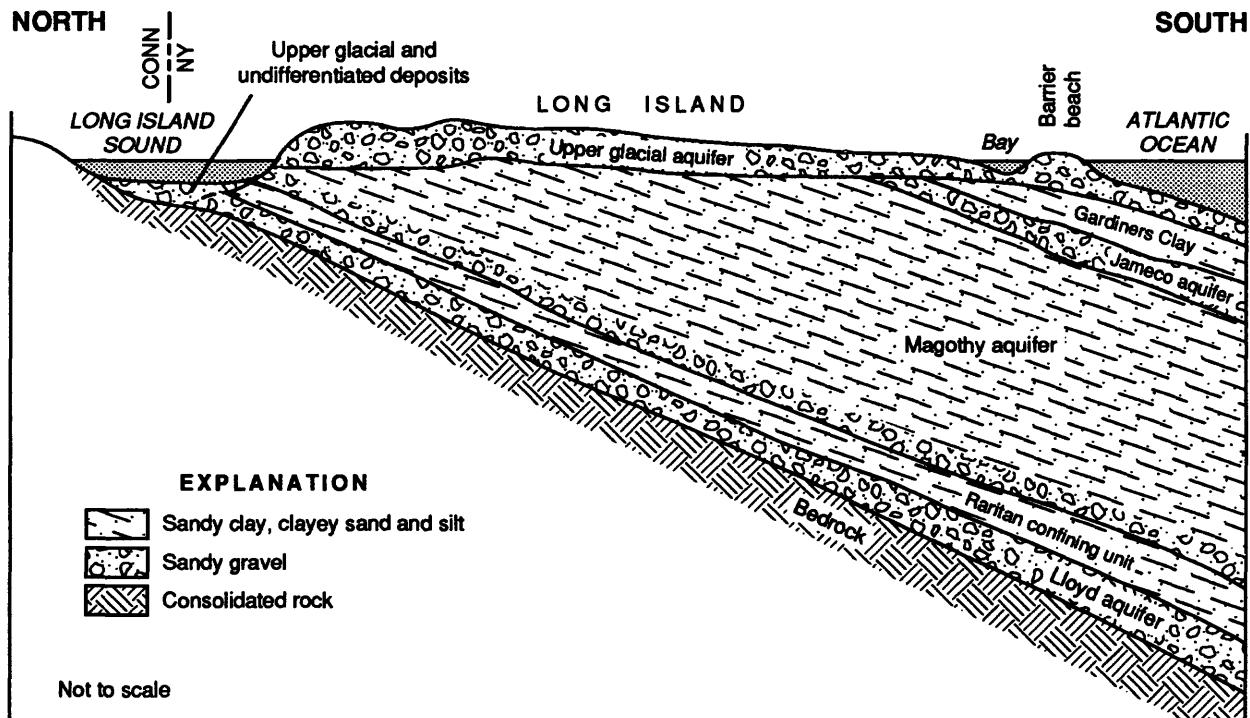 NORTH
SOUTH
CONN
NY
Upper glacial and
undifferentiated deposits
LONG ISLAND
SOUND
LONG ISLAND
Bay
Barrier
beach
ATLANTIC
OCEAN
Upper glacial aquifer
Gardiners Clay
Jameco aquifer
Magothy aquifer
Raritan confining unit
Lloyd aquifer
Bedrock
EXPLANATION
Sandy clay, clayey sand and silt
Sandy gravel
Consolidated rock
Not to scale